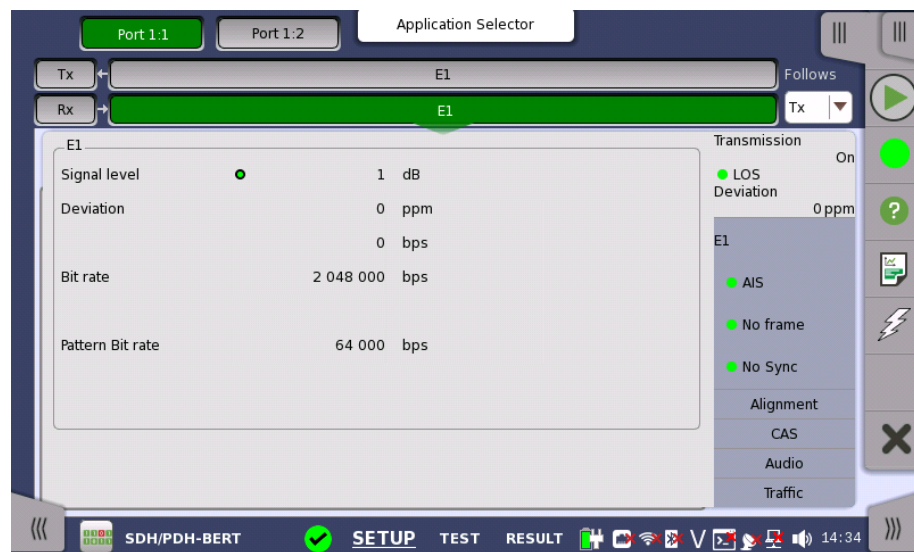 Application Selector
Port 1:1 Port 1:2
Tx E1 Follows
Rx E1 Tx
E1
Signal level 1 dB
Deviation 0 ppm
0 bps
Bit rate 2 048 000 bps
Pattern Bit rate 64 000 bps
Transmission
On
LOS
Deviation
0 ppm
E1
AIS
No frame
No Sync
Alignment
CAS
Audio
Traffic
SDH/PDH-BERT SETUP TEST RESULT V 14:34